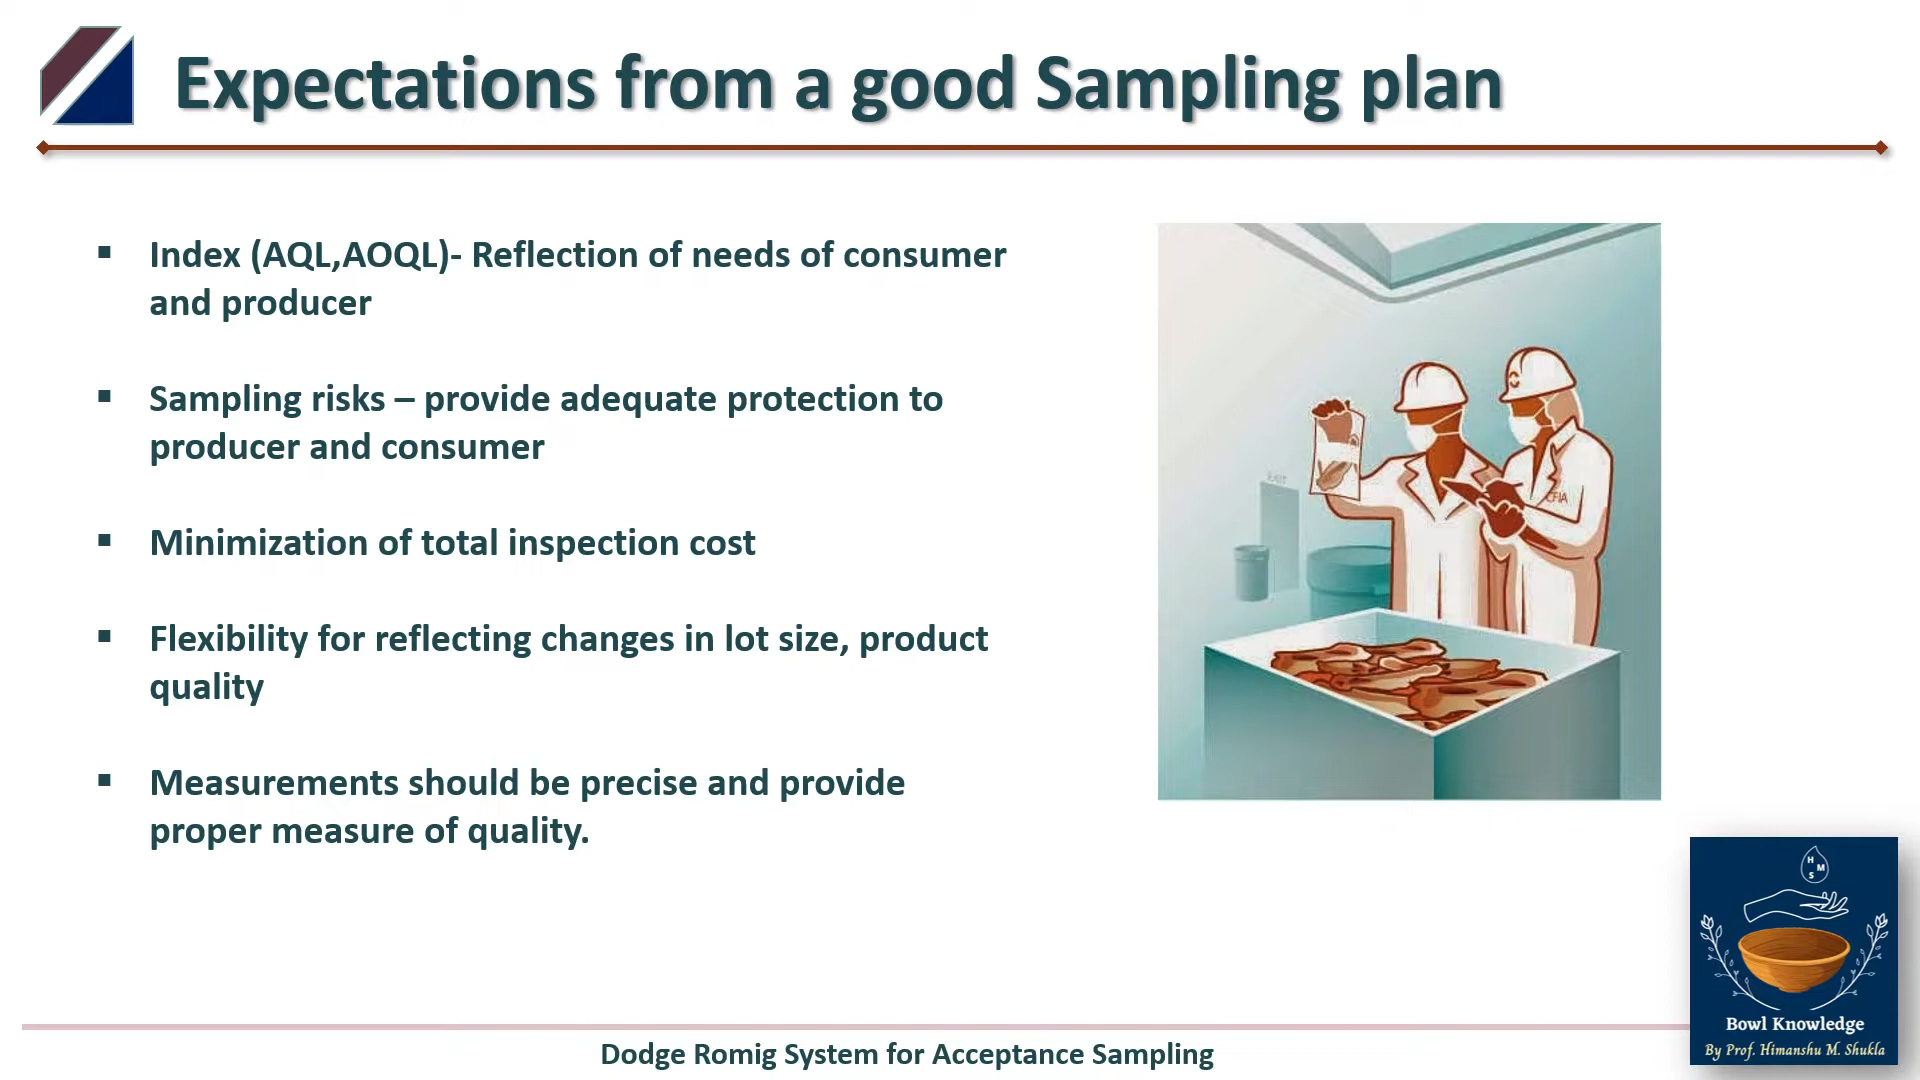 Expectations from a good Sampling plan
▪ Index (AQL,AOQL)- Reflection of needs of consumer
and producer
▪ Sampling risks – provide adequate protection to
producer and consumer
▪ Minimization of total inspection cost
▪ Flexibility for reflecting changes in lot size, product
quality
▪ Measurements should be precise and provide
proper measure of quality.
EXIT
CFIA
H
M
S
Bowl Knowledge
By Prof. Himanshu M. Shukla
Dodge Romig System for Acceptance Sampling